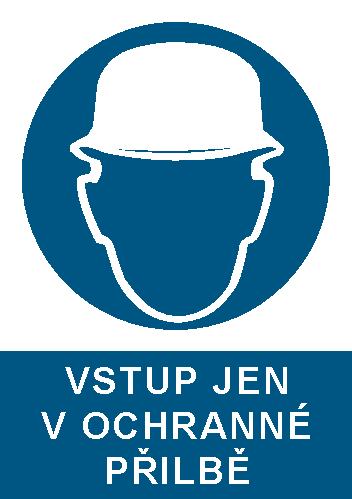 VSTUP JEN
V OCHRANNÉ
PŘILBĚ